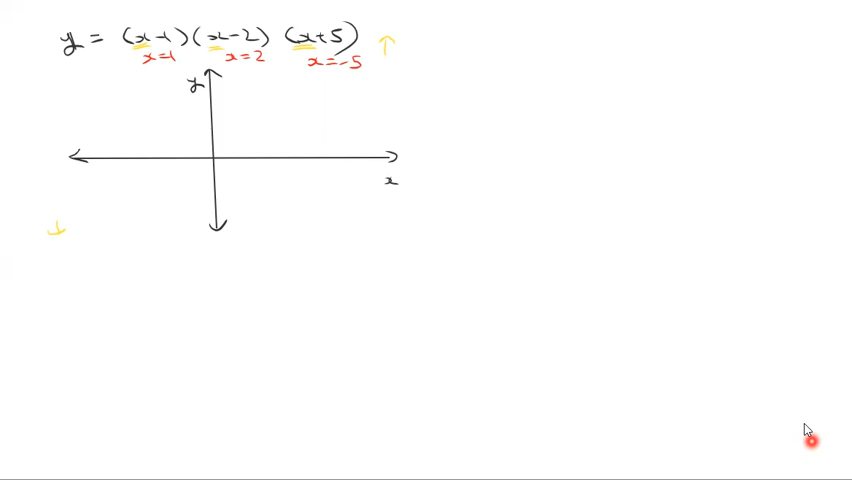 y = (x-1)(x-2) (x+5)
x=1 x=2 x=-5
y
x